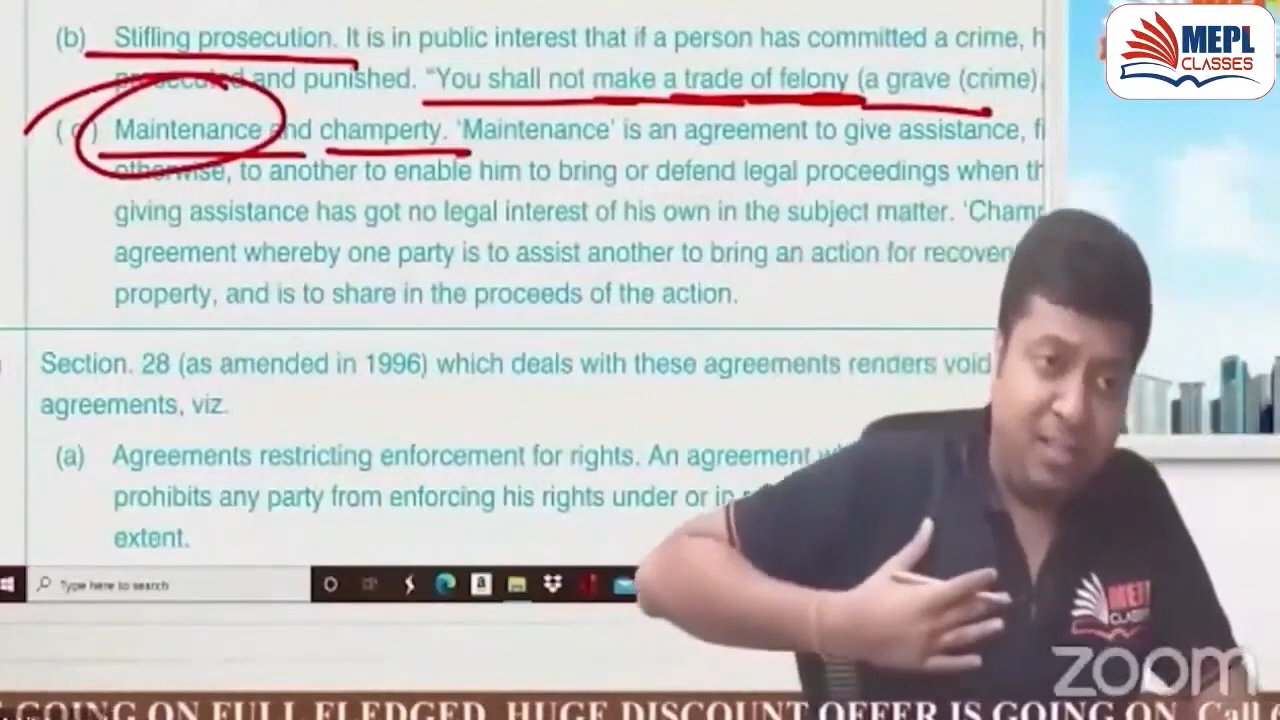 (b) Stifling prosecution. It is in public interest that if a person has committed a crime, h
prosecuted and punished. “You shall not make a trade of felony (a grave (crime).
(c) Maintenance and champerty. ‘Maintenance’ is an agreement to give assistance, fi
otherwise, to another to enable him to bring or defend legal proceedings when th
giving assistance has got no legal interest of his own in the subject matter. ‘Cham
agreement whereby one party is to assist another to bring an action for recover
property, and is to share in the proceeds of the action.
Section. 28 (as amended in 1996) which deals with these agreements renders void
agreements, viz.
(a) Agreements restricting enforcement for rights. An agreement
prohibits any party from enforcing his rights under or in
extent.
Type here to search
MEPL
CLASSES
MEPL
CLASSES
zoom
GOING ON FULL FLEDGED, HUGE DISCOUNT OFFER IS GOING ON, Call